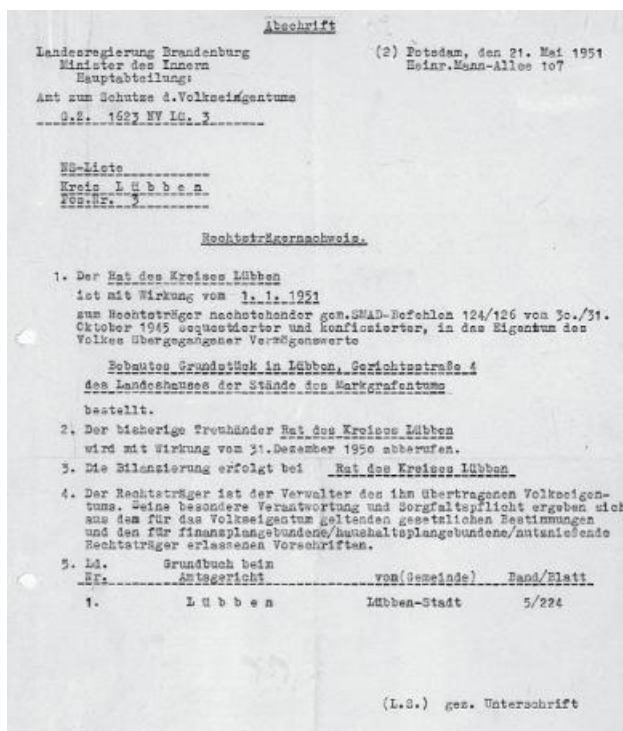 Abschrift
Landesregierung Brandenburg
(2) Potsdam, den 21. Mai 1951
Minister des Innern
Heinr.Mann-Allee 1o7
Hauptabteilung:
Amt zum Schutze d.Volkseigentums
G.Z. 1623 NV Lü. 3
NS-Liste
Kreis L ü b b e n
Pos.Nr. 3
Rechtsträgernachweis.
1. Der Rat des Kreises Lübben
ist mit Wirkung vom 1. 1. 1951
zum Rechtsträger nachstehender gem.SMAD-Befehlen 124/126 von 3o./31.
Oktober 1945 sequestierter und konfiszierter, in das Eigentum des
Volkes übergegangener Vermögenswerte
Bebautes Grundstück in Lübben, Gerichtsstraße 4
des Landeshauses der Stände des Markgrafentums
bestellt.
2. Der bisherige Treuhänder Rat des Kreises Lübben
wird mit Wirkung vom 31.Dezember 195o abberufen.
3. Die Bilanzierung erfolgt bei Rat des Kreises Lübben
4. Der Rechtsträger ist der Verwalter des ihm übertragenen Volkseigen-
tums. Seine besondere Verantwortung und Sorgfaltspflicht ergeben sich
aus dem für das Volkseigentum geltenden gesetzlichen Bestimmungen
und den für finanzplangebundene/haushaltsplangebundene/nutznießende
Rechtsträger erlassenen Vorschriften.
5. Ld. Grundbuch beim
Nr. Amtsgericht von(Gemeinde) Band/Blatt
1. L ü b b e n Lübben-Stadt 5/224
(L.S.) gez. Unterschrift